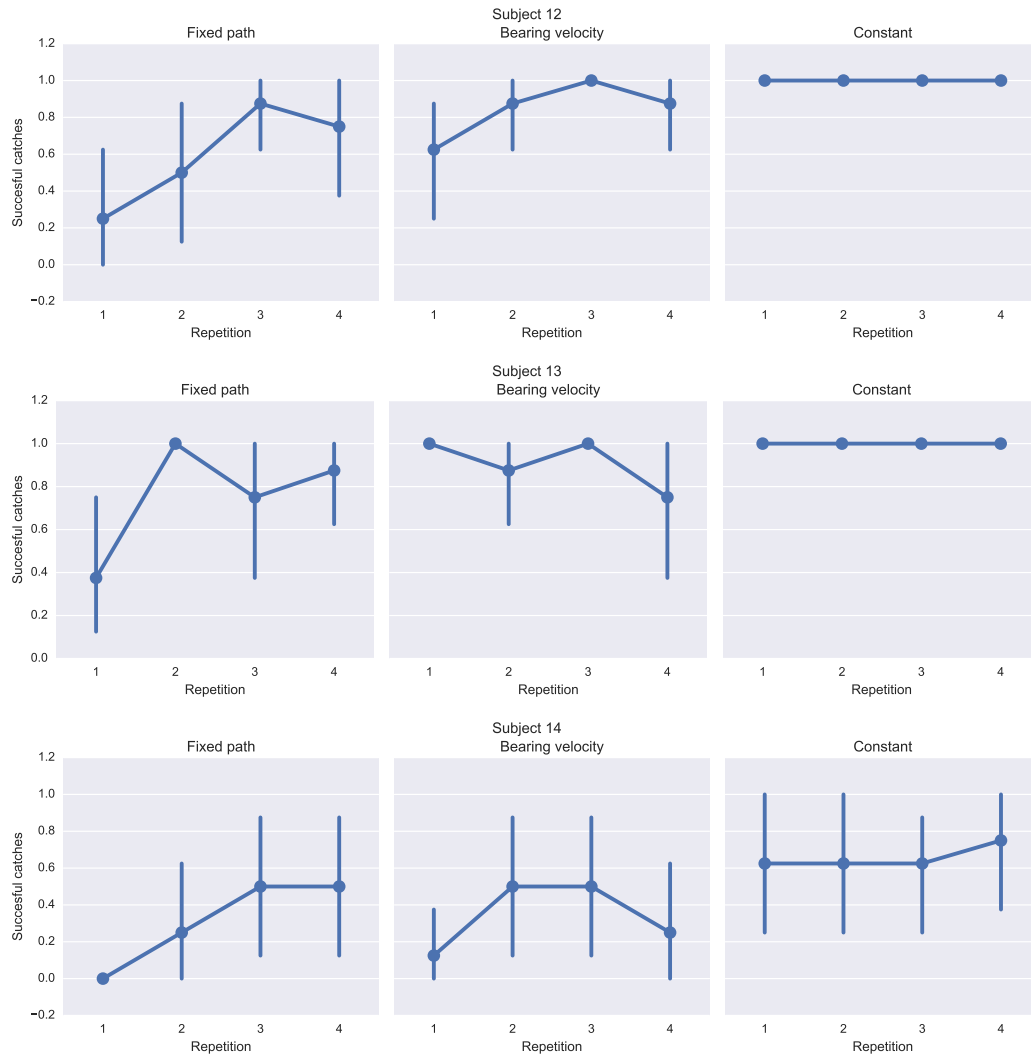 Subject 12
Fixed path Bearing velocity Constant
1.2
1.0
0.8
0.6
0.4
0.2
0.0
−0.2
Succesful catches
1 2 3 4 1 2 3 4 1 2 3 4
Repetition Repetition Repetition
Subject 13
Fixed path Bearing velocity Constant
1.2
1.0
0.8
0.6
0.4
0.2
0.0
Succesful catches
1 2 3 4 1 2 3 4 1 2 3 4
Repetition Repetition Repetition
Subject 14
Fixed path Bearing velocity Constant
1.2
1.0
0.8
0.6
0.4
0.2
0.0
−0.2
Succesful catches
1 2 3 4 1 2 3 4 1 2 3 4
Repetition Repetition Repetition